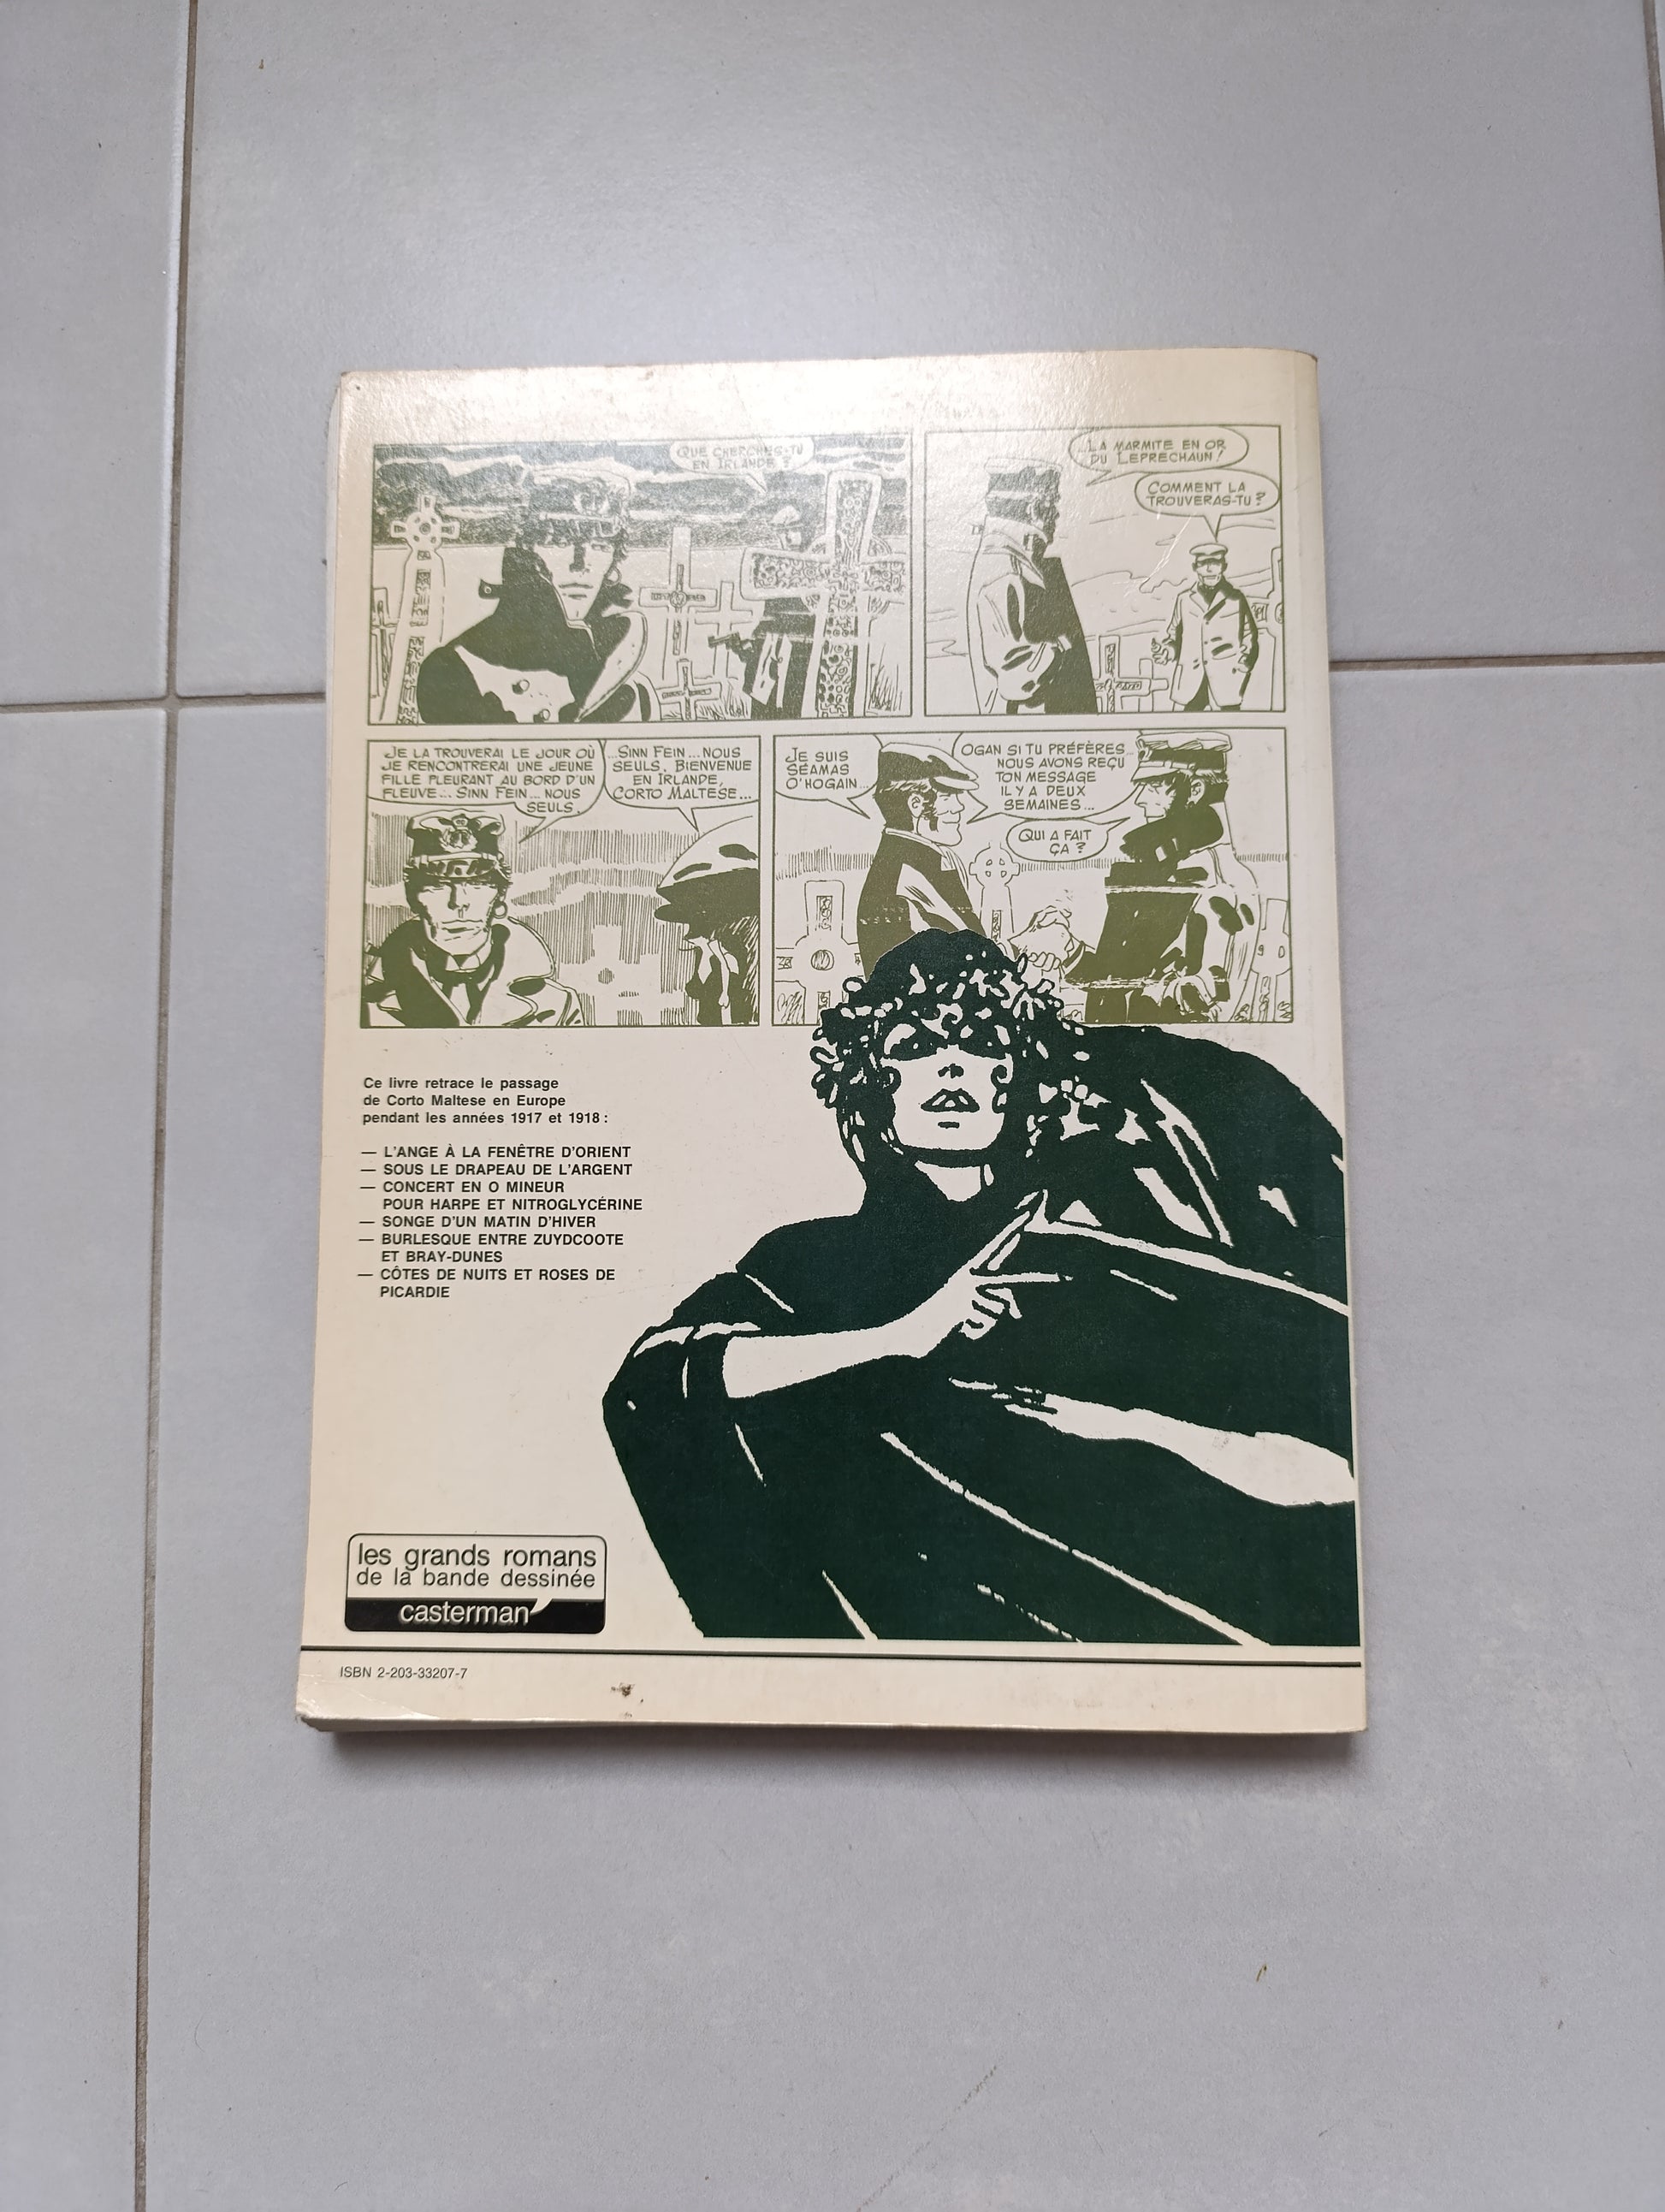 QUE CHERCHES-TU
EN IRLANDE ?
LA MARMITE EN OR
DU LEPRECHAUN !
COMMENT LA
TROUVERAS-TU ?
JE LA TROUVERAI LE JOUR OÙ
JE RENCONTRERAI UNE JEUNE
FILLE PLEURANT AU BORD D'UN
FLEUVE... SINN FEIN... NOUS
SEULS
...SINN FEIN... NOUS
SEULS. BIENVENUE
EN IRLANDE,
CORTO MALTESE...
JE SUIS
SÉAMAS
O'HOGAIN...
OGAN SI TU PRÉFÈRES...
NOUS AVONS REÇU
TON MESSAGE
IL Y A DEUX
SEMAINES...
QUI A FAIT
ÇA ?
Ce livre retrace le passage
de Corto Maltese en Europe
pendant les années 1917 et 1918 :
— L'ANGE À LA FENÊTRE D'ORIENT
— SOUS LE DRAPEAU DE L'ARGENT
— CONCERT EN O MINEUR
POUR HARPE ET NITROGLYCÉRINE
— SONGE D'UN MATIN D'HIVER
— BURLESQUE ENTRE ZUYDCOOTE
ET BRAY-DUNES
— CÔTES DE NUITS ET ROSES DE
PICARDIE
les grands romans
de la bande dessinée
casterman
ISBN 2-203-33207-7